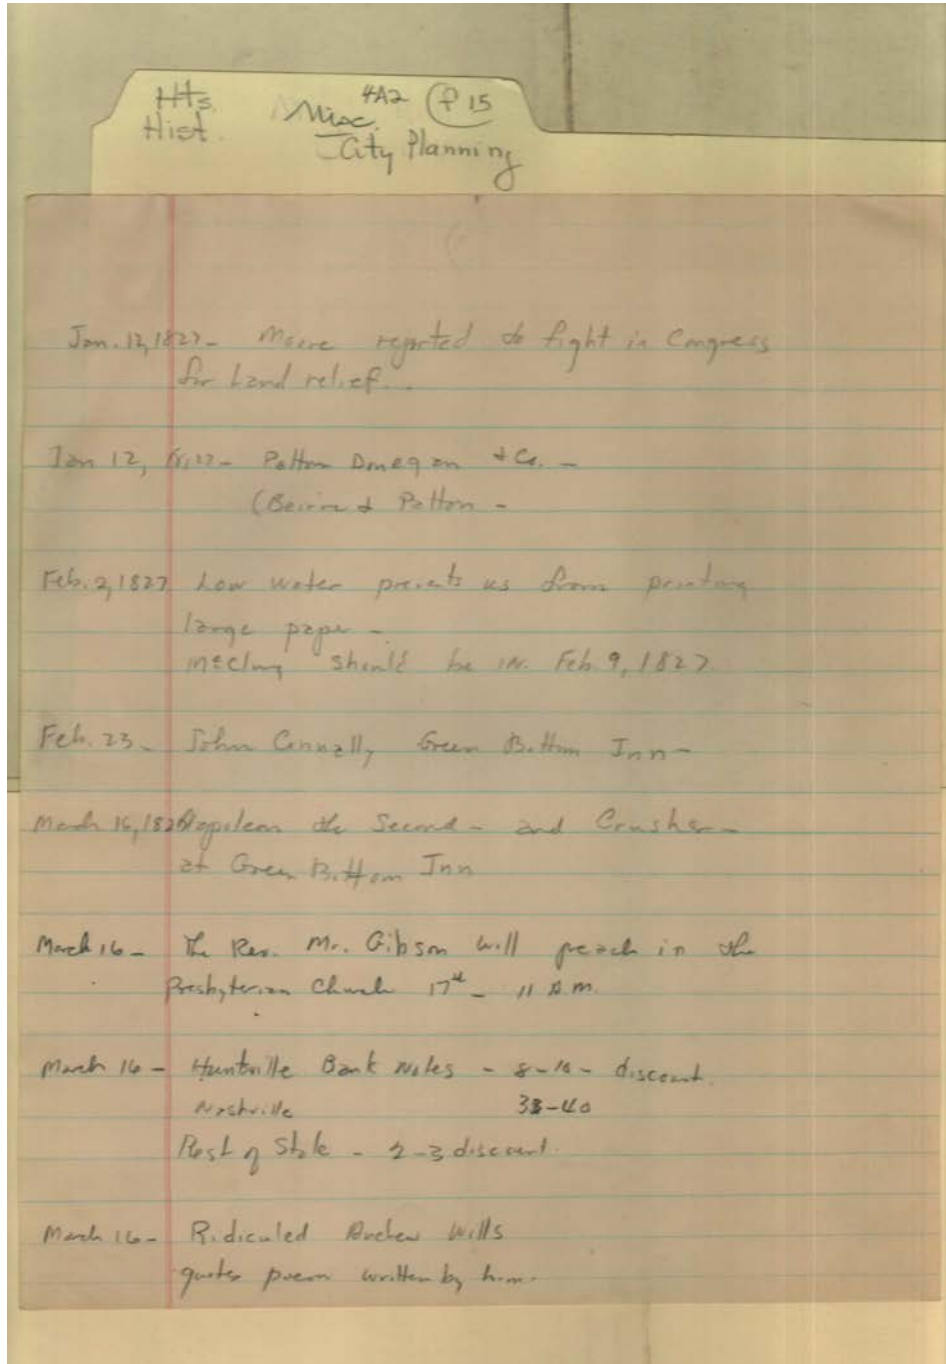 Hts. 4A2 P 15
Hist. Misc.
City Planning
Jan. 12, 1827 - Moore reported to fight in Congress
for Land relief...
Jan 12, 1827 - Patton Donegan & Co. -
(Beirne & Patton -
Feb. 2, 1827 Low water prevents us from printing
large paper -
McClung should be in. Feb. 9, 1827
Feb. 23 - John Connally Green Bottom Inn -
March 16, Napoleon the Second - and Crusher -
at Green Bottom Inn
March 16 - The Rev. Mr. Gibson will preach in the
Presbyterian Church 17th - 11 A.M.
March 16 - Huntsville Bank Notes - 8-10 - discount.
Nashville 38-40
Rest of State - 2-3 discount.
March 16 - Ridiculed Andrew Wills
quotes poem written by him.